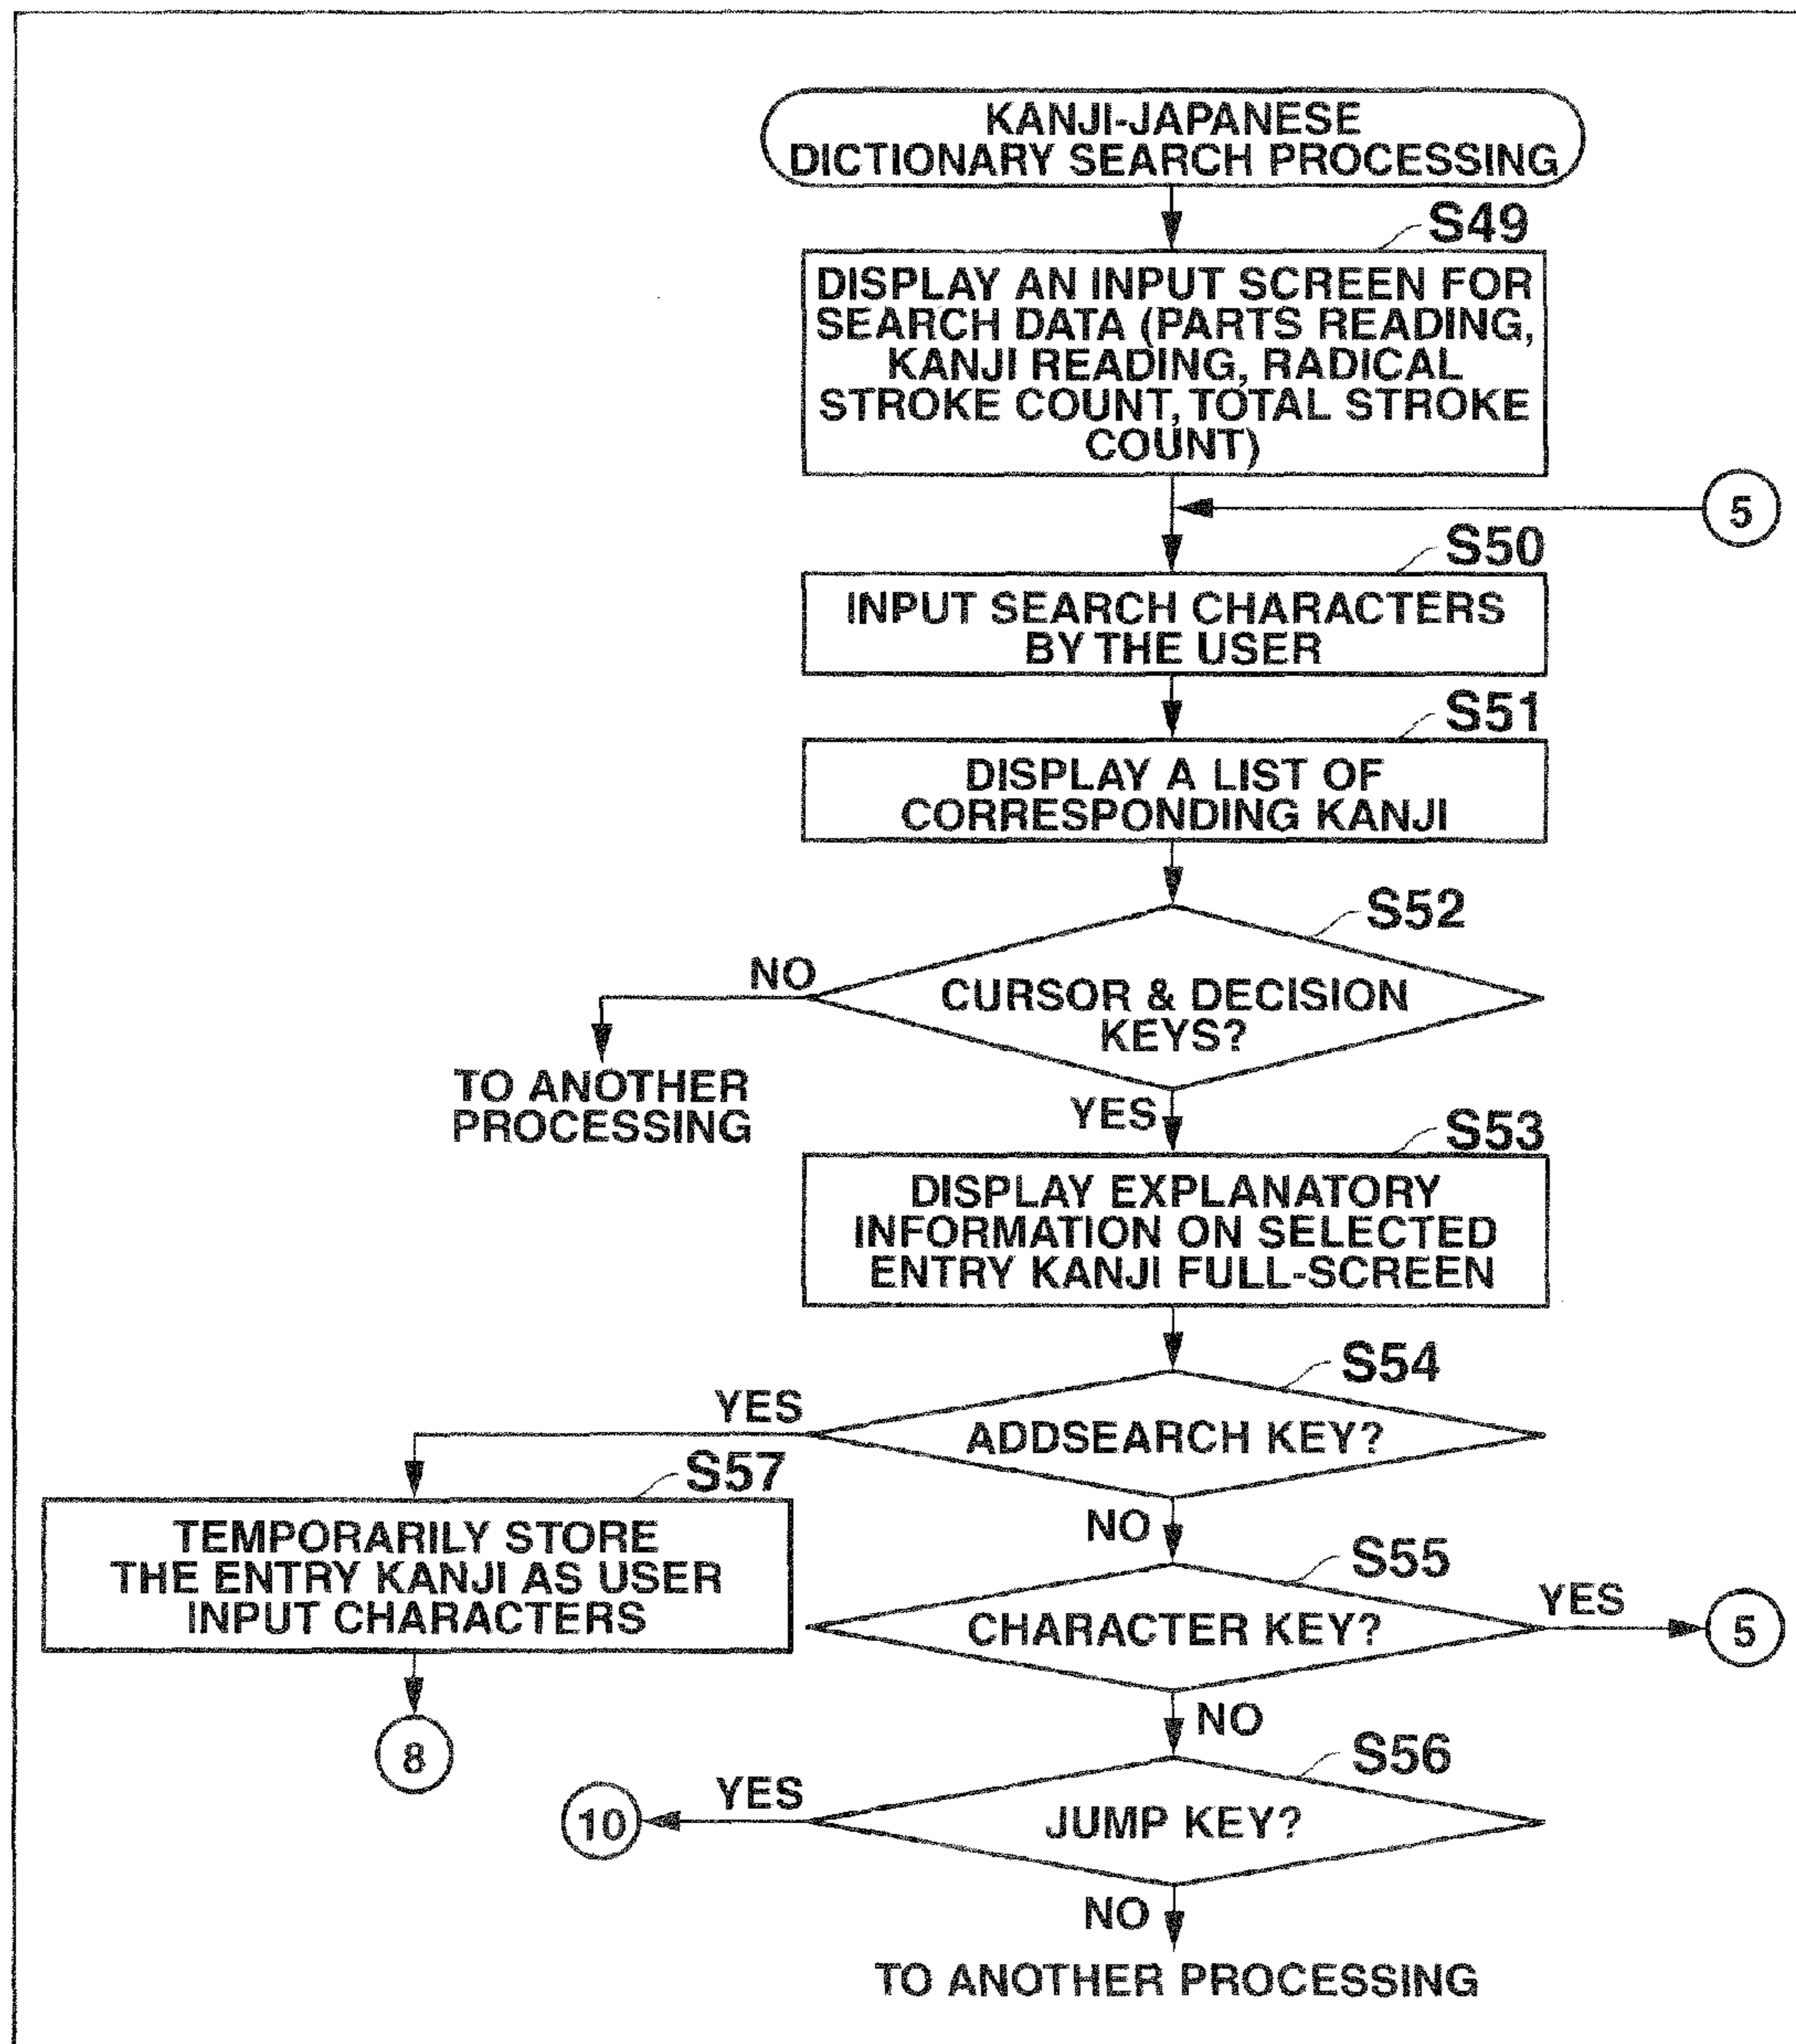 KANJI-JAPANESE
DICTIONARY SEARCH PROCESSING
S49
DISPLAY AN INPUT SCREEN FOR
SEARCH DATA (PARTS READING,
KANJI READING, RADICAL
STROKE COUNT, TOTAL STROKE
COUNT)
5
S50
INPUT SEARCH CHARACTERS
BY THE USER
S51
DISPLAY A LIST OF
CORRESPONDING KANJI
S52
NO
CURSOR & DECISION
KEYS?
TO ANOTHER
PROCESSING
YES
S53
DISPLAY EXPLANATORY
INFORMATION ON SELECTED
ENTRY KANJI FULL-SCREEN
S54
YES
ADDSEARCH KEY?
S57
TEMPORARILY STORE
THE ENTRY KANJI AS USER
INPUT CHARACTERS
8
NO
S55
CHARACTER KEY?
YES
5
NO
S56
YES
10
JUMP KEY?
NO
TO ANOTHER PROCESSING